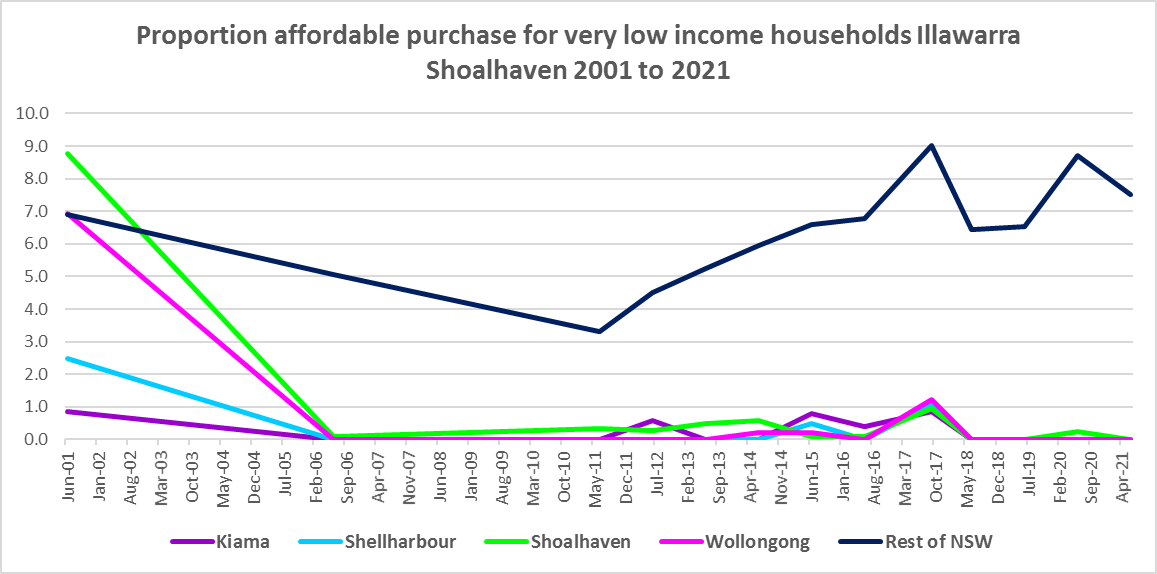 Proportion affordable purchase for very low income households Illawarra
Shoalhaven 2001 to 2021
10.0
9.0
8.0
7.0
6.0
5.0
4.0
3.0
2.0
1.0
0.0
Jun-01
Jan-02
Aug-02
Mar-03
Oct-03
May-04
Dec-04
Jul-05
Feb-06
Sep-06
Apr-07
Nov-07
Jun-08
Jan-09
Aug-09
Mar-10
Oct-10
May-11
Dec-11
Jul-12
Feb-13
Sep-13
Apr-14
Nov-14
Jun-15
Jan-16
Aug-16
Mar-17
Oct-17
May-18
Dec-18
Jul-19
Feb-20
Sep-20
Apr-21
Kiama Shellharbour Shoalhaven Wollongong Rest of NSW